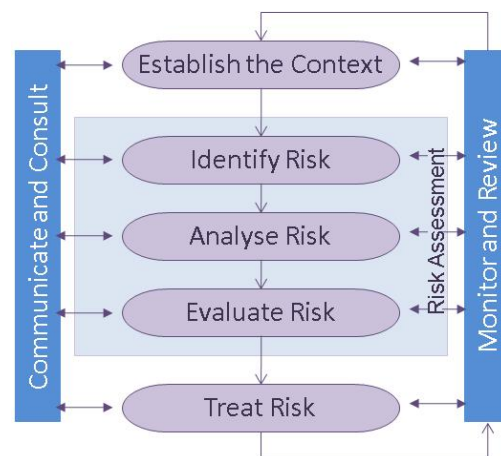 Establish the Context
Communicate and Consult
Identify Risk
Analyse Risk
Evaluate Risk
Risk Assessment
Monitor and Review
Treat Risk